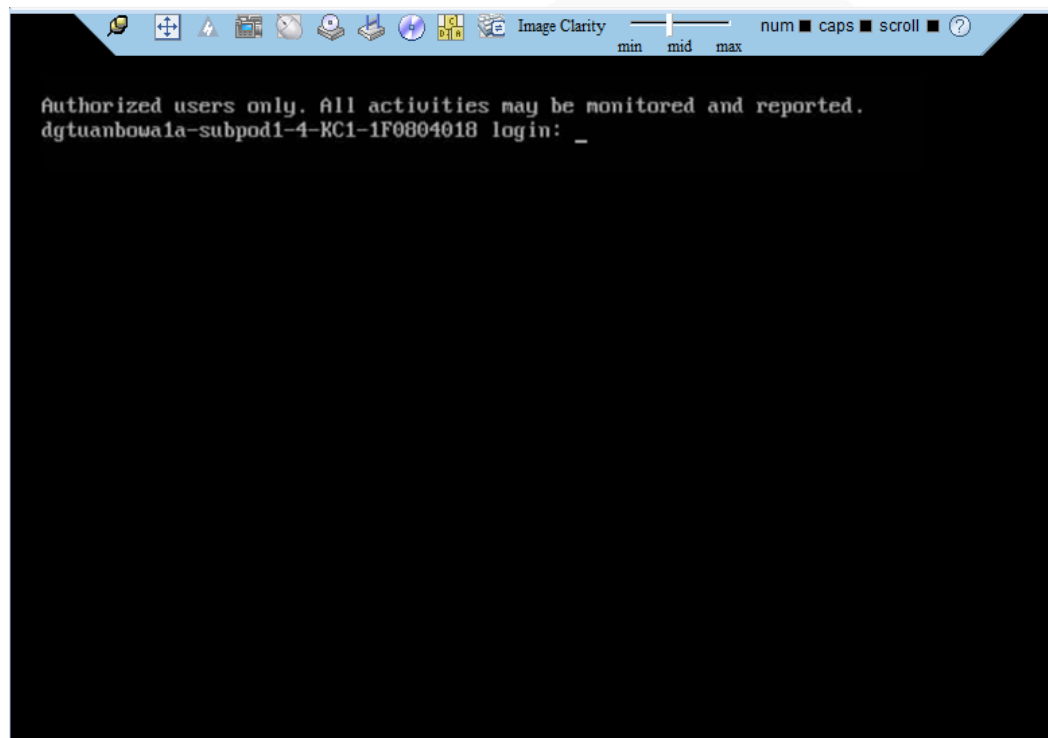 Image Clarity
min mid max
num caps scroll ?
Authorized users only. All activities may be monitored and reported.
dgtuanbowa1a-subpod1-4-KC1-1F0804018 login: _